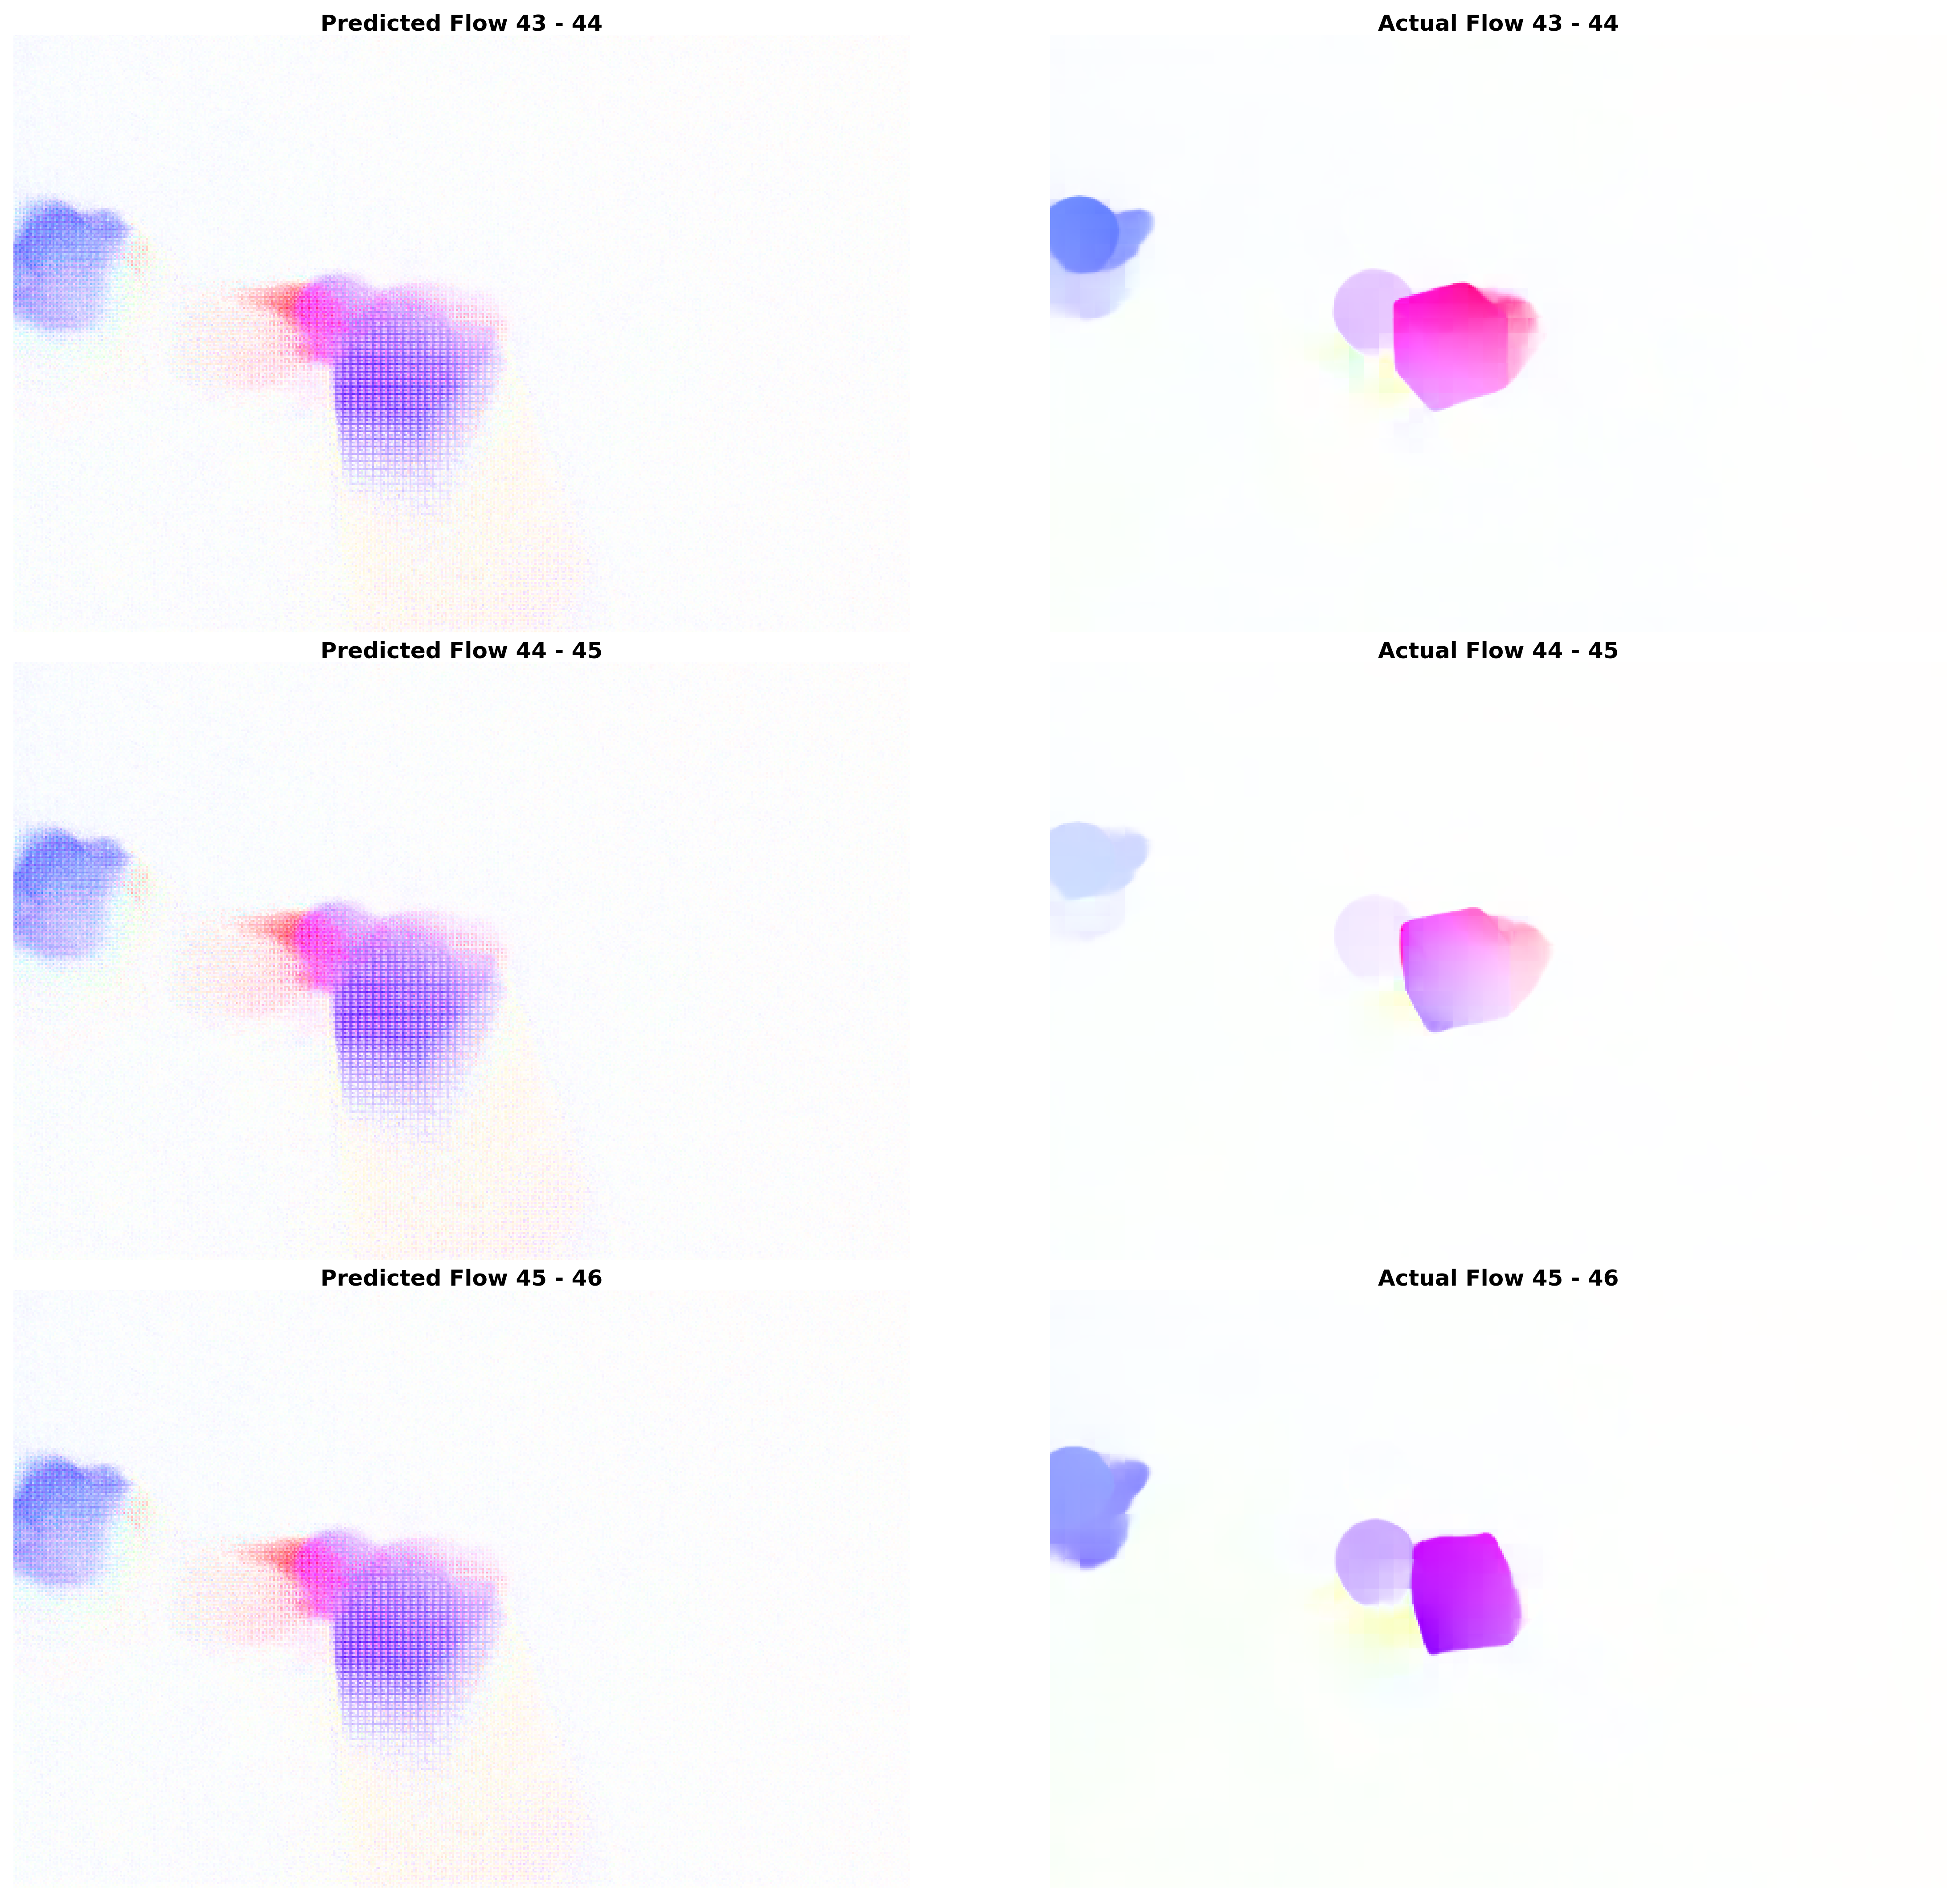 Predicted Flow 43 - 44
Actual Flow 43 - 44
Predicted Flow 44 - 45
Actual Flow 44 - 45
Predicted Flow 45 - 46
Actual Flow 45 - 46